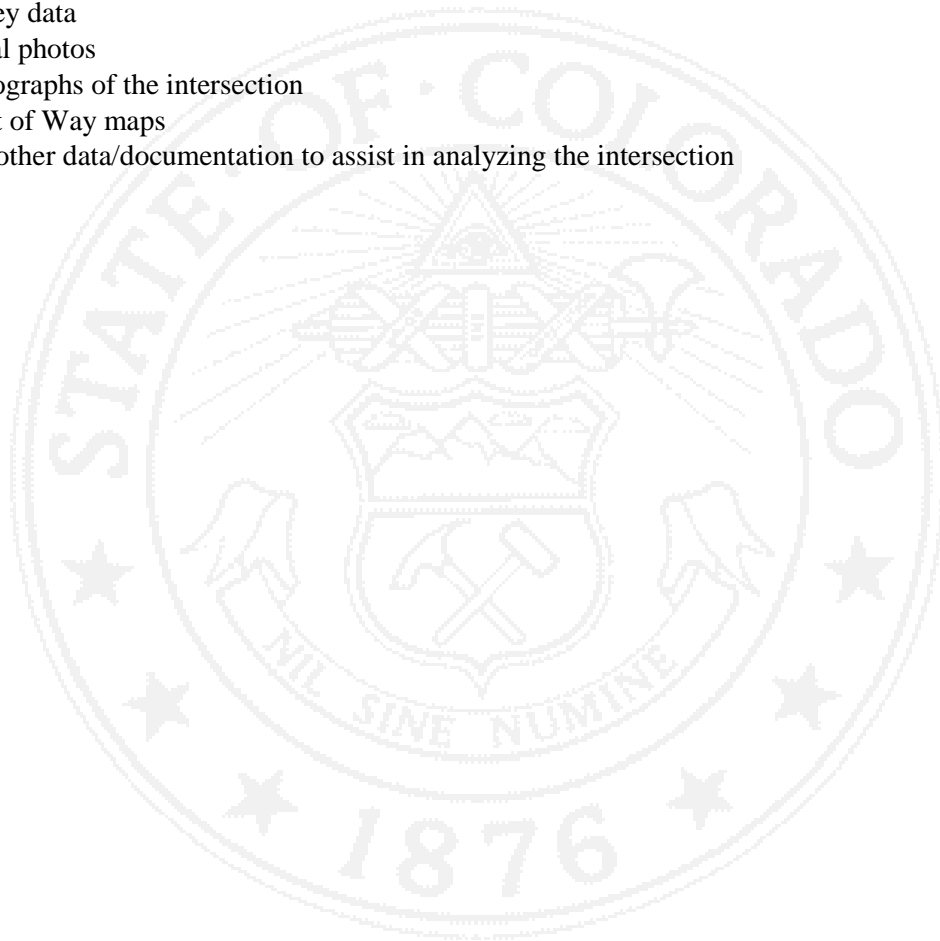 ey data
al photos
ographs of the intersection
t of Way maps
other data/documentation to assist in analyzing the intersection
STATE · OF · COLORADO
NIL SINE NUMINE
1876